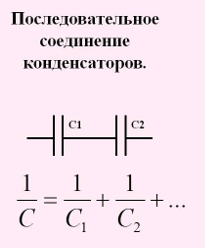 Последовательное
соединение
конденсаторов.
C1 C2
1/C = 1/C₁ + 1/C₂ + ...